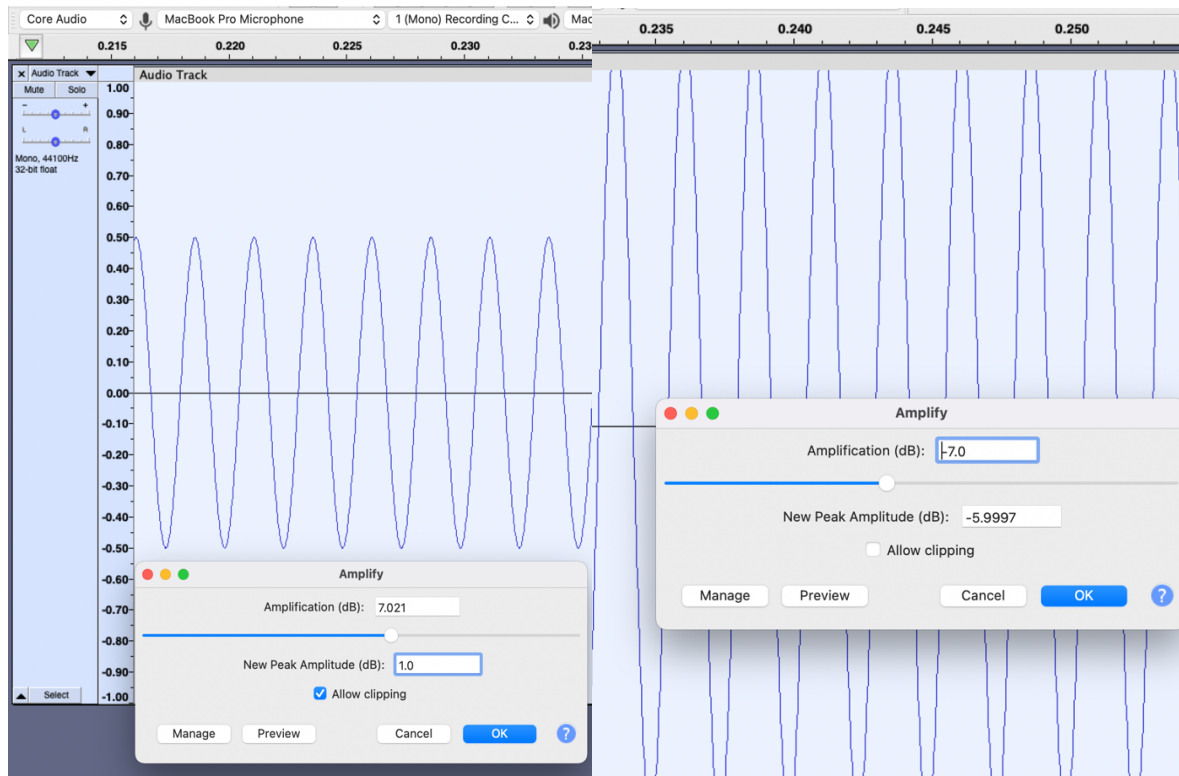 Core Audio
MacBook Pro Microphone
1 (Mono) Recording C...
Mac
0.215 0.220 0.225 0.230 0.23
× Audio Track
Audio Track
Mute Solo
- +
L R
Mono, 44100Hz
32-bit float
1.00
0.90
0.80
0.70
0.60
0.50
0.40
0.30
0.20
0.10
0.00
-0.10
-0.20
-0.30
-0.40
-0.50
-0.60
-0.70
-0.80
-0.90
-1.00
Select
Amplify
Amplification (dB): 7.021
New Peak Amplitude (dB): 1.0
Allow clipping
Manage Preview Cancel OK ?
0.235 0.240 0.245 0.250
Amplify
Amplification (dB): -7.0
New Peak Amplitude (dB): -5.9997
Allow clipping
Manage Preview Cancel OK ?